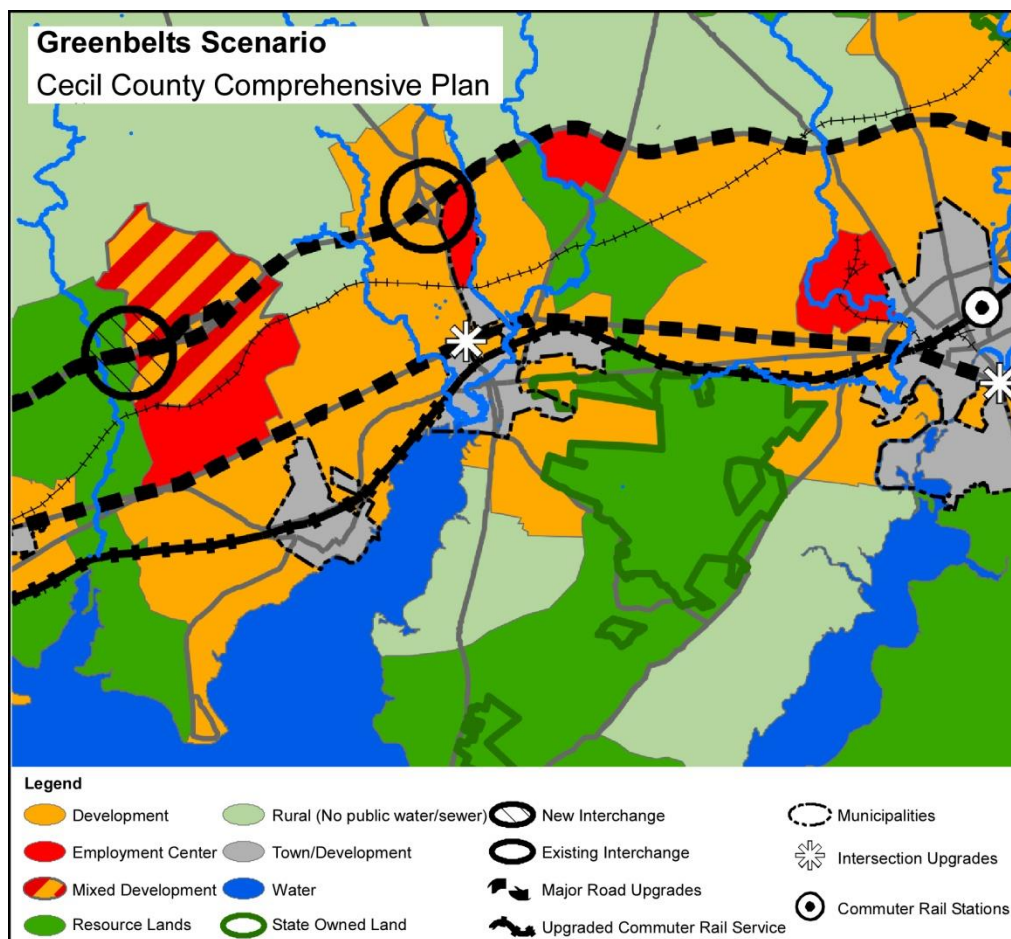 Greenbelts Scenario
Cecil County Comprehensive Plan
Legend
Development
Employment Center
Mixed Development
Resource Lands
Rural (No public water/sewer)
Town/Development
Water
State Owned Land
New Interchange
Existing Interchange
Major Road Upgrades
Upgraded Commuter Rail Service
Municipalities
Intersection Upgrades
Commuter Rail Stations